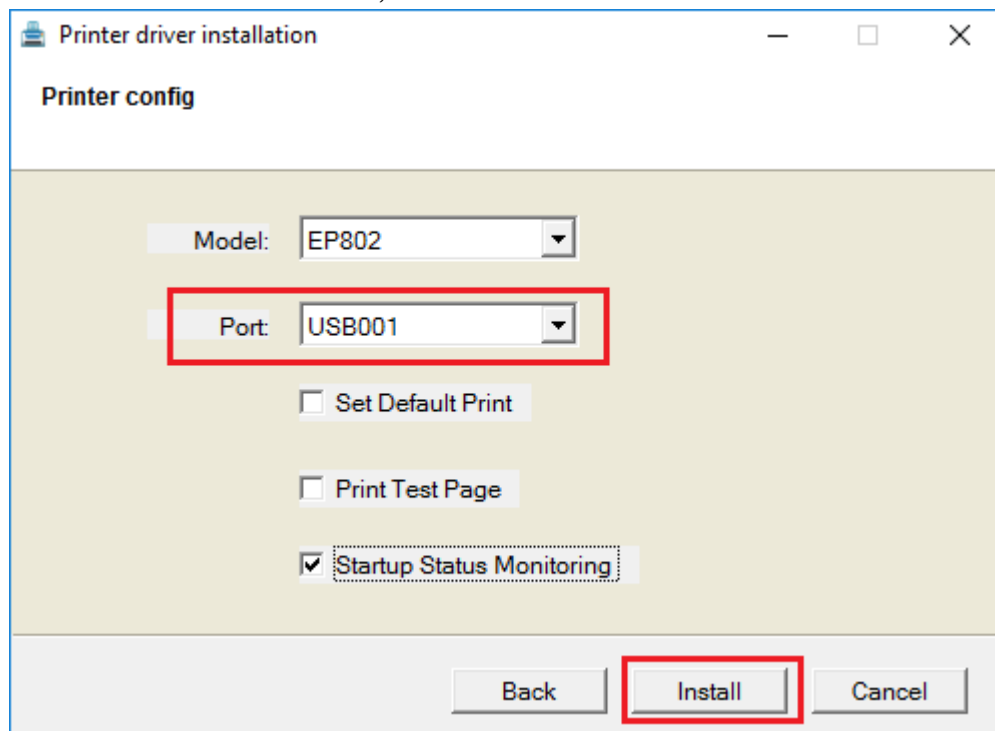 Printer driver installation
Printer config
Model: EP802
Port: USB001
Set Default Print
Print Test Page
Startup Status Monitoring
Back Install Cancel